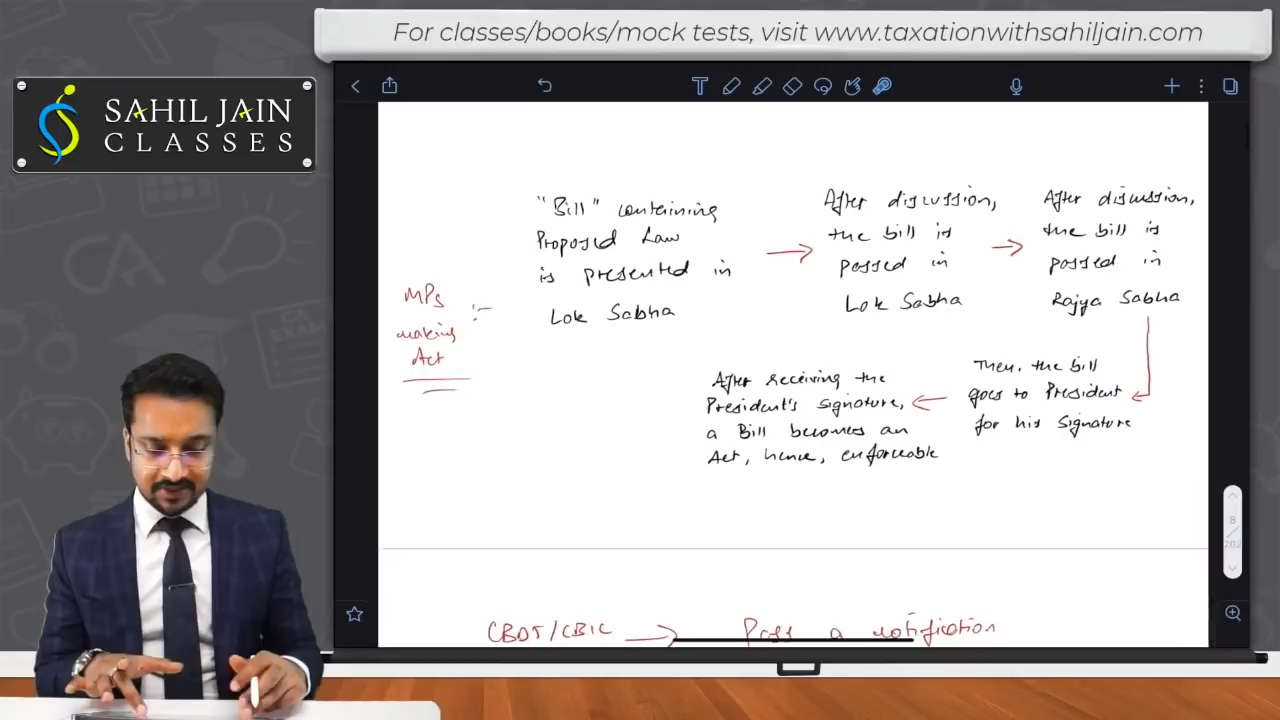 For classes/books/mock tests, visit www.taxationwithsahiljain.com
SAHIL JAIN
CLASSES
"Bill" containing
Proposed Law
is presented in
Lok Sabha
After discussion,
the bill is
passed in
Lok Sabha
After discussion,
the bill is
passed in
Rajya Sabha
MPs
making
Act
:-
Then, the bill
goes to President
for his Signature
After receiving the
President's Signature,
a Bill becomes an
Act, hence, enforceable
8
202
CBDT/CBIC
Pass a notification